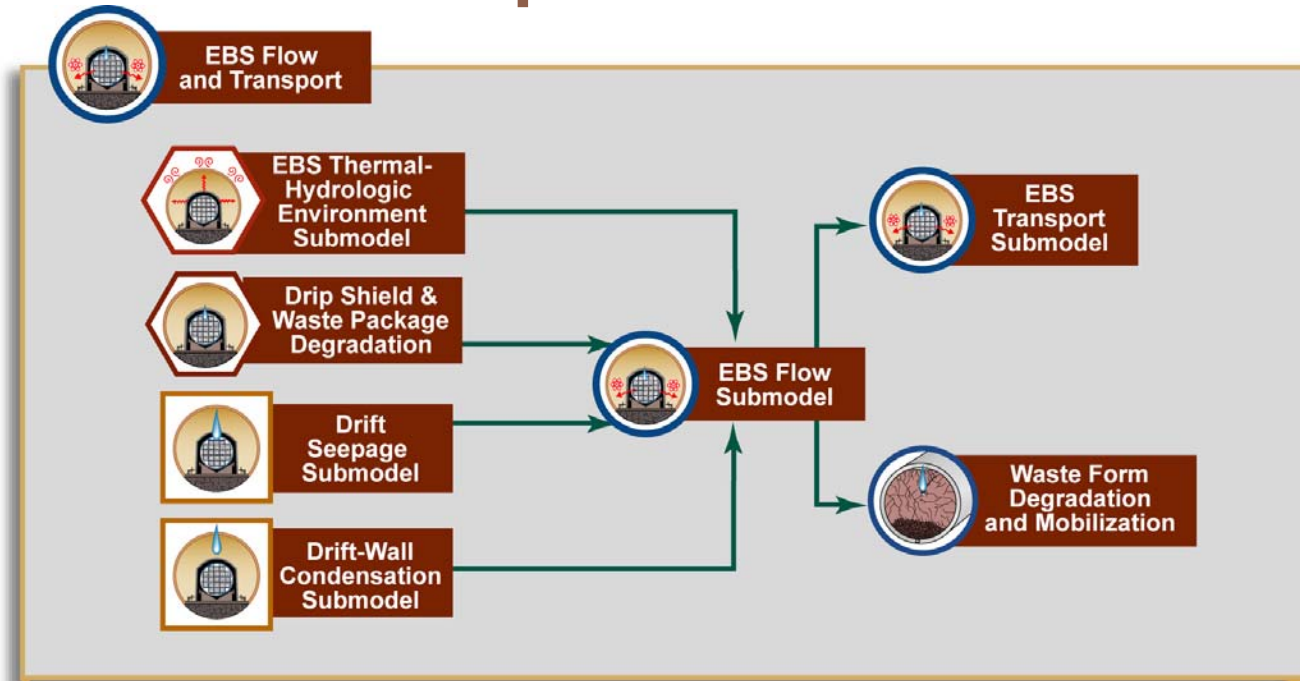 EBS Flow
and Transport
EBS Thermal-
Hydrologic
Environment
Submodel
Drip Shield &
Waste Package
Degradation
Drift
Seepage
Submodel
Drift-Wall
Condensation
Submodel
EBS Flow
Submodel
EBS
Transport
Submodel
Waste Form
Degradation
and Mobilization